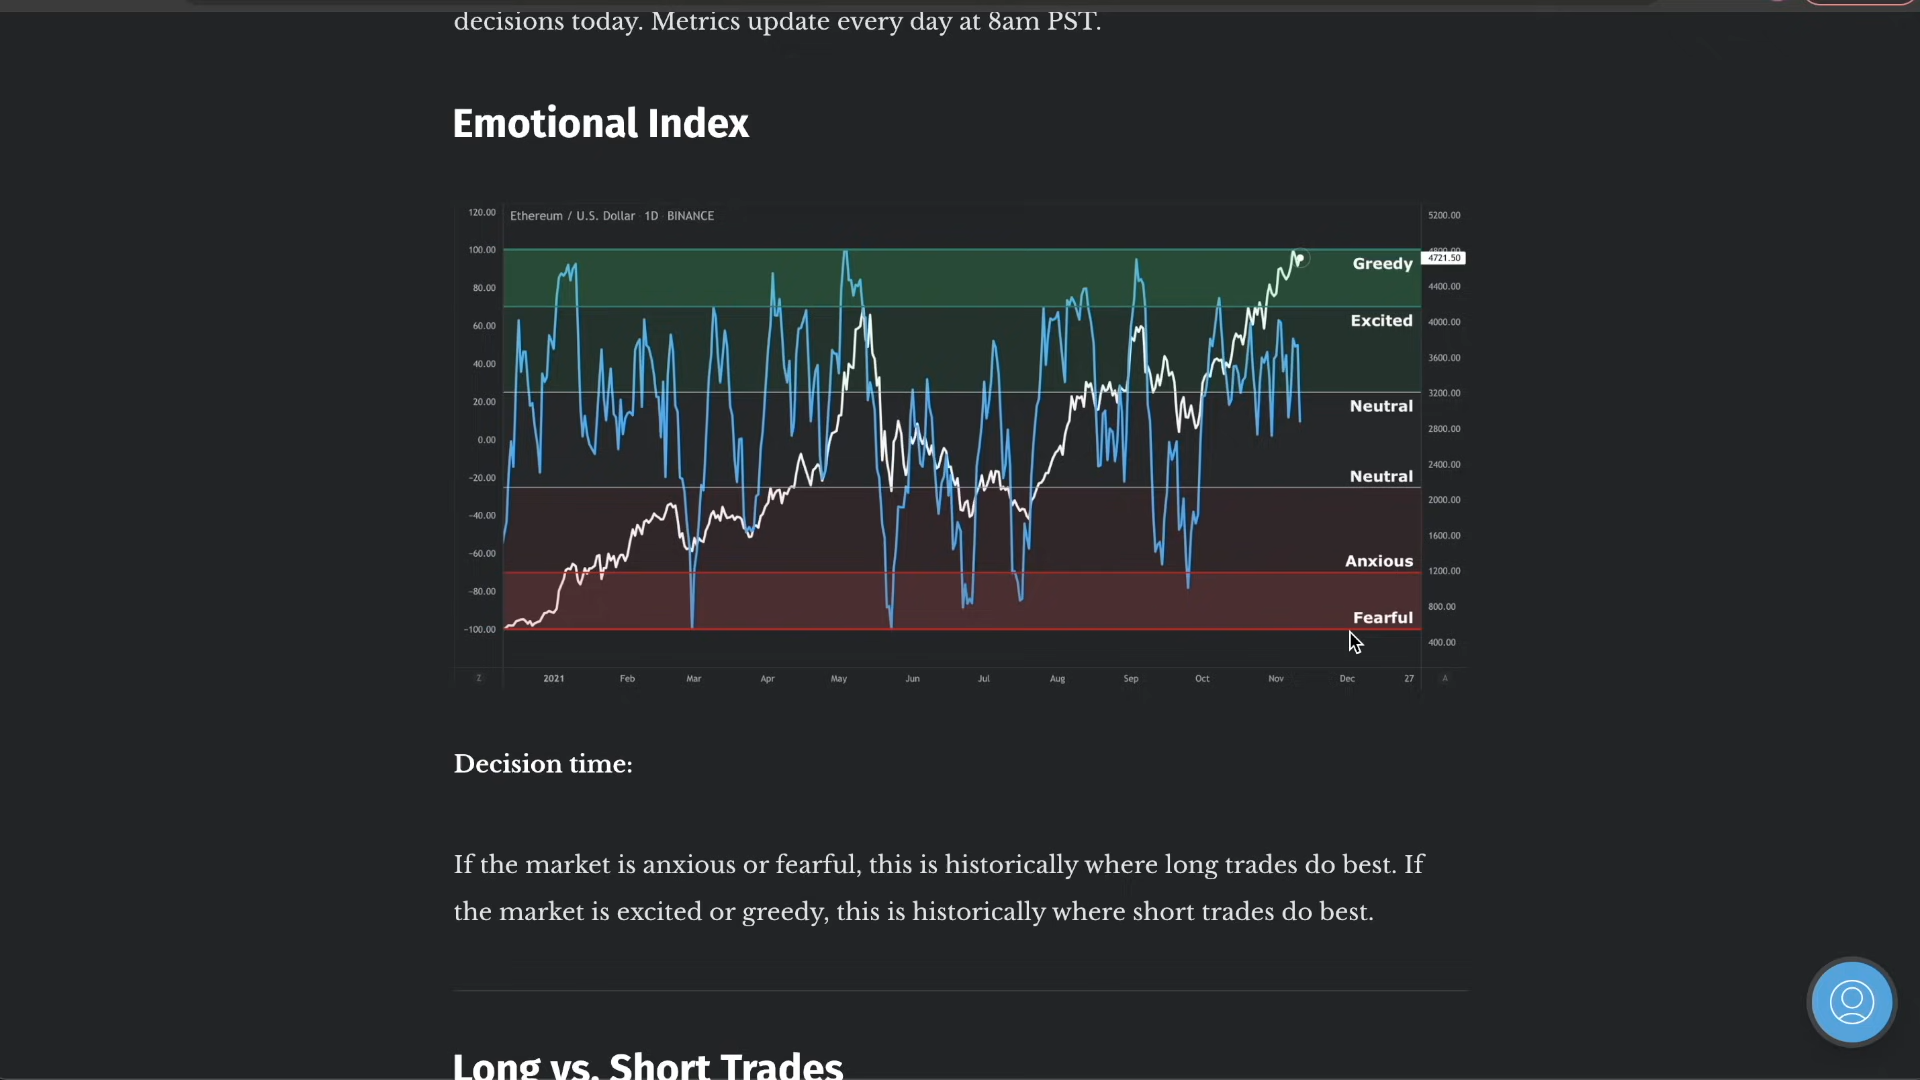 decisions today. Metrics update every day at 8am PST.
Emotional Index
Ethereum / U.S. Dollar · 1D · BINANCE
120.00
100.00
80.00
60.00
40.00
20.00
0.00
-20.00
-40.00
-60.00
-80.00
-100.00
Greedy
Excited
Neutral
Neutral
Anxious
Fearful
5200.00
4800.00
4721.50
4400.00
4000.00
3600.00
3200.00
2800.00
2400.00
2000.00
1600.00
1200.00
800.00
400.00
Z 2021 Feb Mar Apr May Jun Jul Aug Sep Oct Nov Dec 27 A
Decision time:
If the market is anxious or fearful, this is historically where long trades do best. If
the market is excited or greedy, this is historically where short trades do best.
Long vs. Short Trades